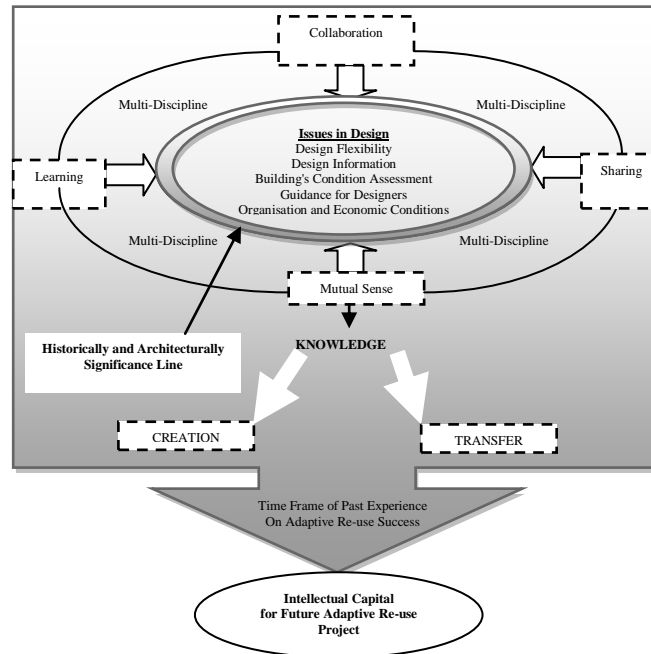 Collaboration
Multi-Discipline
Multi-Discipline
Issues in Design
Design Flexibility
Design Information
Building's Condition Assessment
Guidance for Designers
Organisation and Economic Conditions
Learning
Sharing
Multi-Discipline
Multi-Discipline
Mutual Sense
Historically and Architecturally
Significance Line
KNOWLEDGE
CREATION
TRANSFER
Time Frame of Past Experience
On Adaptive Re-use Success
Intellectual Capital
for Future Adaptive Re-use
Project